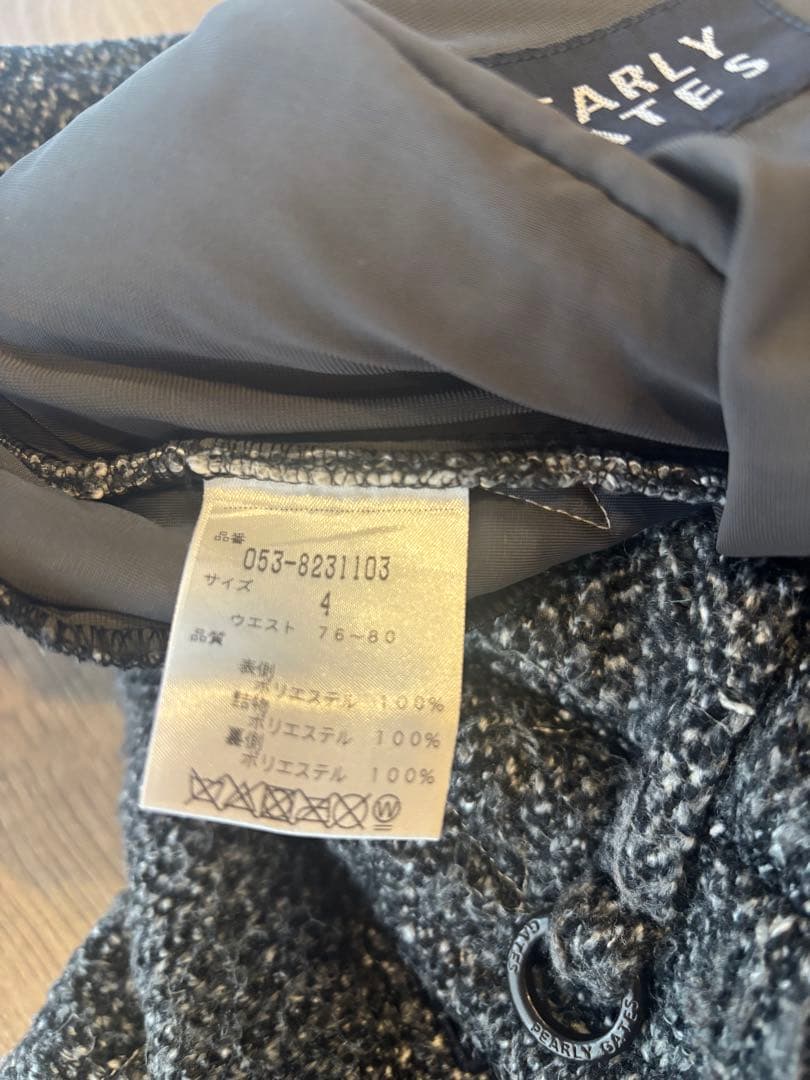 EARLY
ATES
品番
053-8231103
サイズ
4
ウエスト 76～80
品質
表側
ポリエステル 100%
詰物
ポリエステル 100%
裏側
ポリエステル 100%
W
GATES
PEARLY GATES